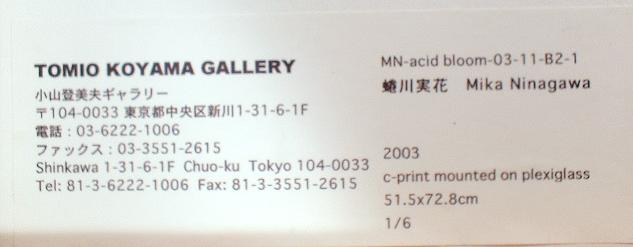 TOMIO KOYAMA GALLERY
小山登美夫ギャラリー
〒104-0033 東京都中央区新川1-31-6-1F
電話：03-6222-1006
ファックス：03-3551-2615
Shinkawa 1-31-6-1F Chuo-ku Tokyo 104-0033
Tel: 81-3-6222-1006 Fax: 81-3-3551-2615
MN-acid bloom-03-11-B2-1
蜷川実花 Mika Ninagawa
2003
c-print mounted on plexiglass
51.5x72.8cm
1/6